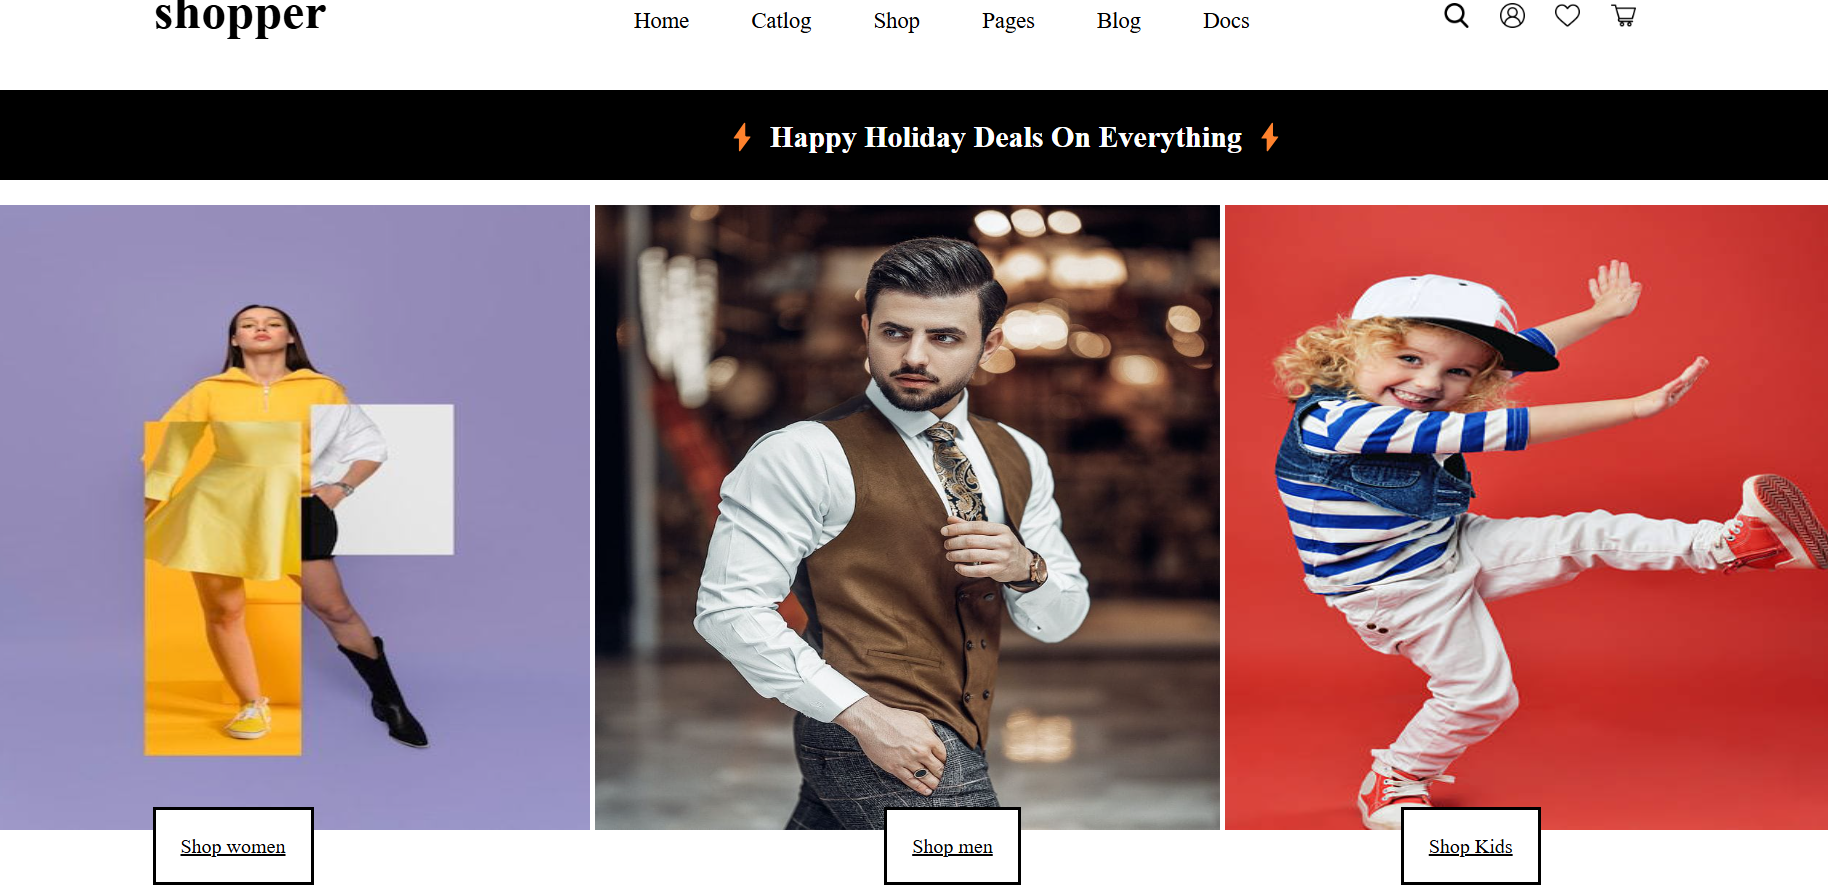 shopper
Home Catlog Shop Pages Blog Docs
Happy Holiday Deals On Everything
Shop women
Shop men
Shop Kids